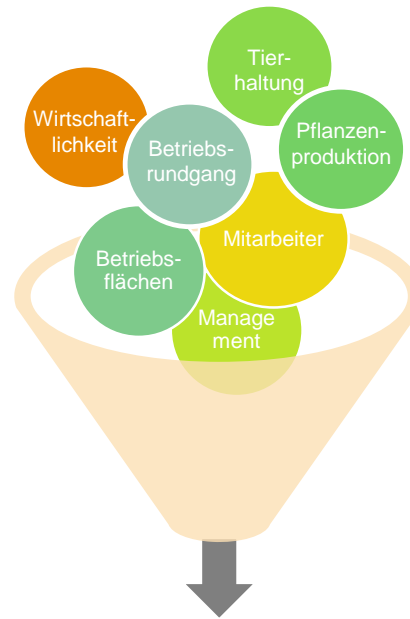 Tier-
haltung
Wirtschaft-
lichkeit
Pflanzen-
produktion
Betriebs-
rundgang
Mitarbeiter
Betriebs-
flächen
Manage
ment